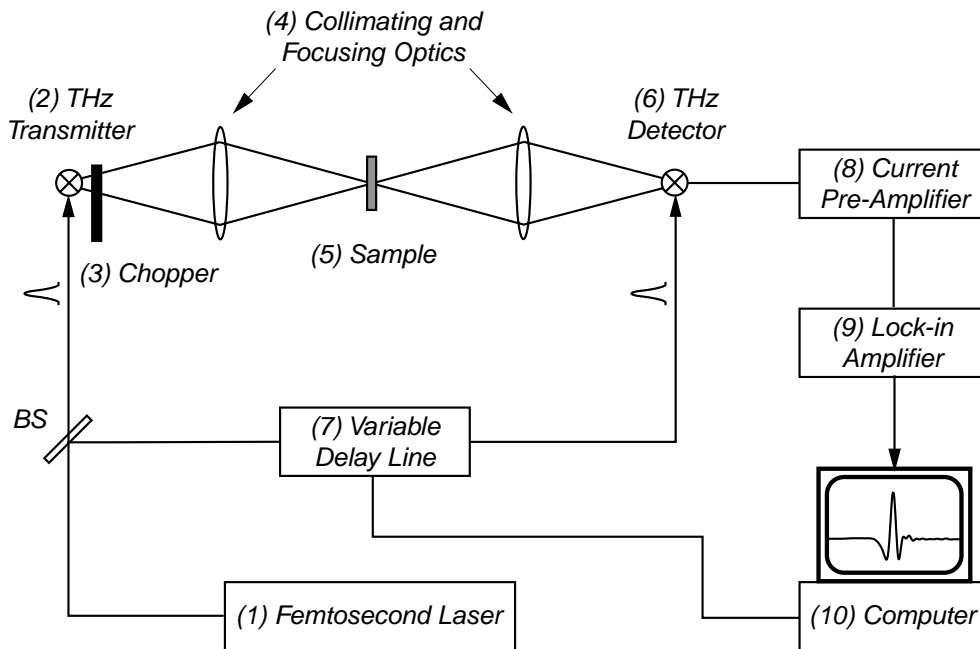 (4) Collimating and
Focusing Optics
(2) THz
Transmitter
(6) THz
Detector
(8) Current
Pre-Amplifier
(3) Chopper
(5) Sample
(9) Lock-in
Amplifier
BS
(7) Variable
Delay Line
(1) Femtosecond Laser
(10) Computer